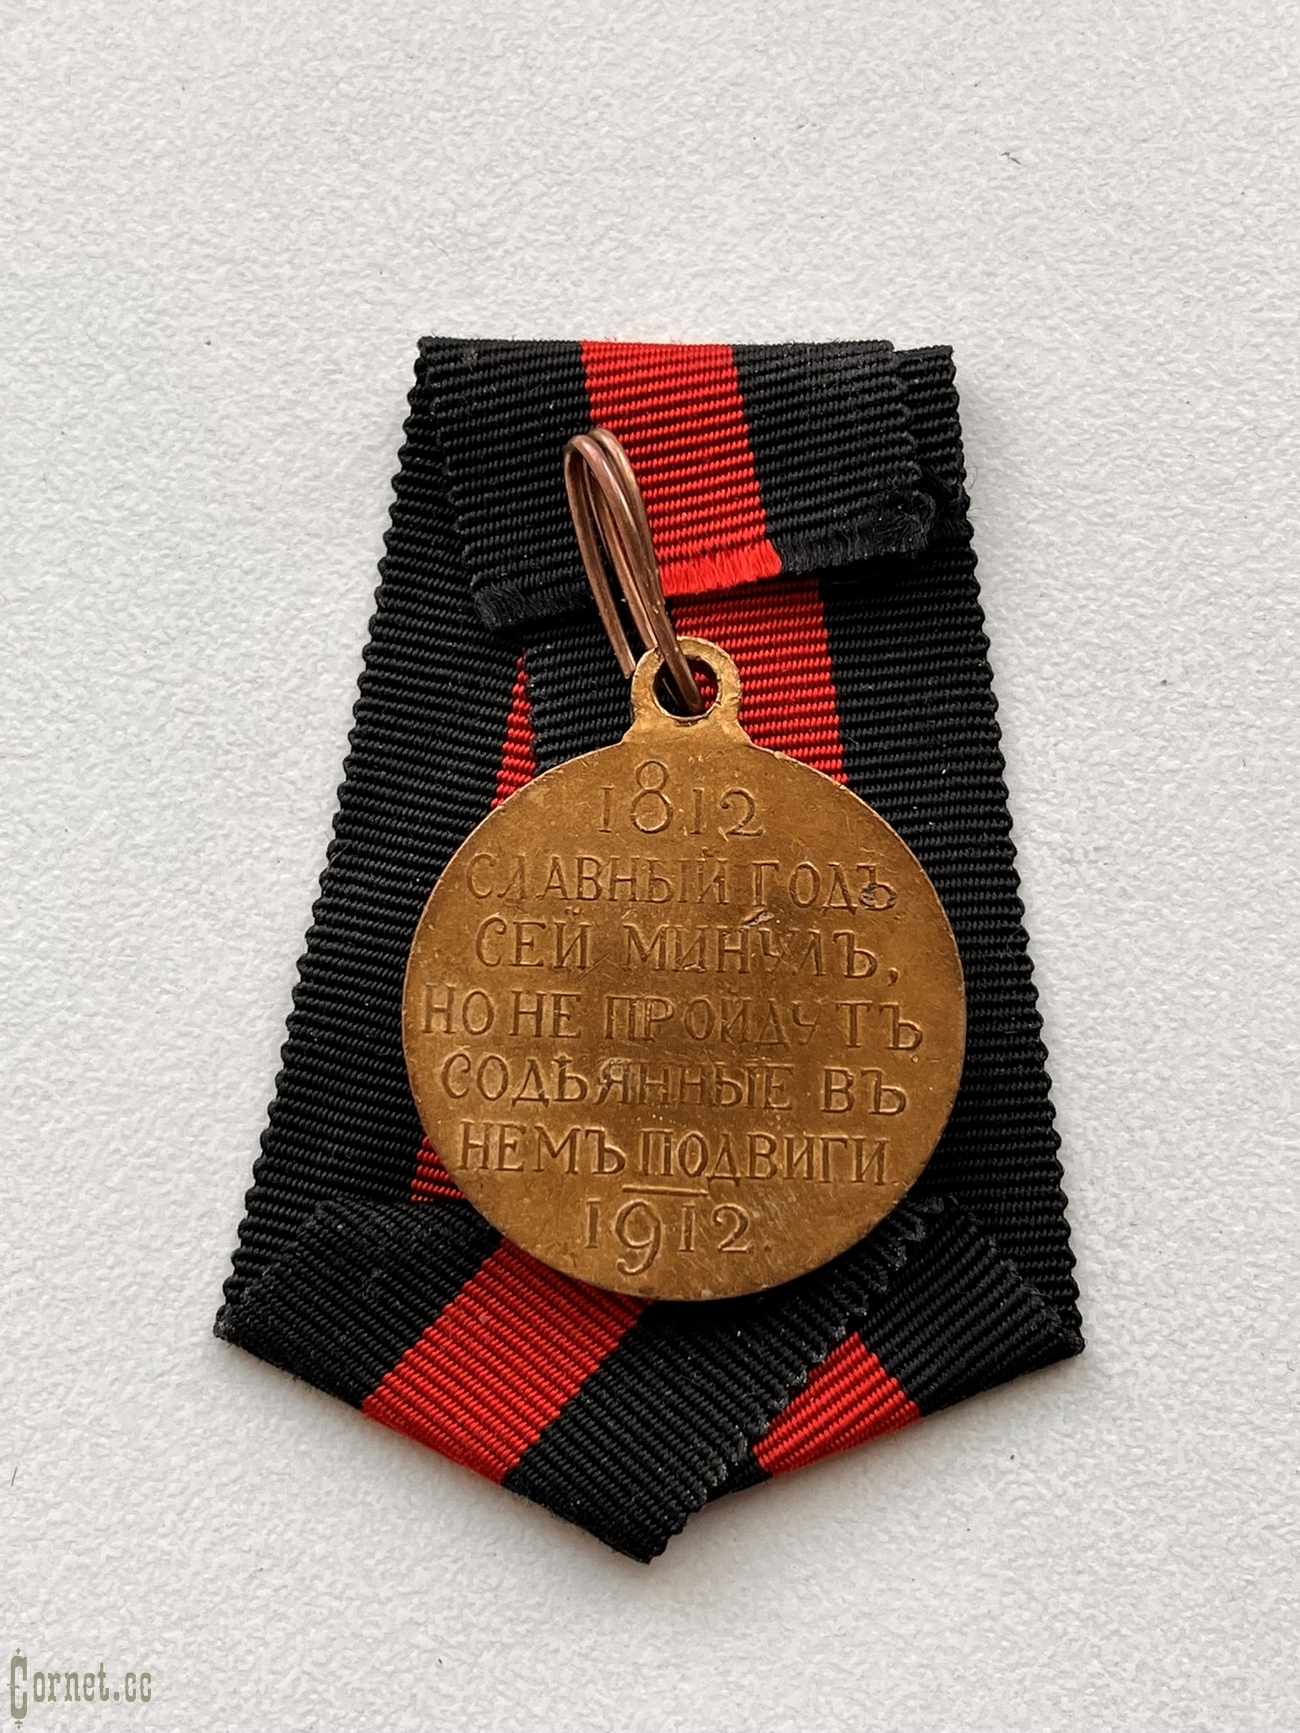 1812
СЛАВНЫЙ ГОДЪ
СЕЙ МИНУЛЪ,
НО НЕ ПРОЙДУТЪ
СОДѢЯННЫЕ ВЪ
НЕМЪ ПОДВИГИ
1912
Cornet.cc